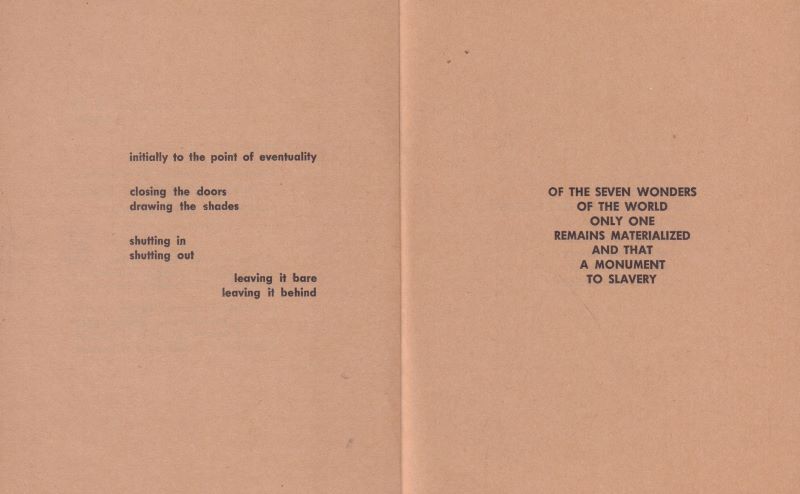 initially to the point of eventuality
closing the doors
drawing the shades
shutting in
shutting out
leaving it bare
leaving it behind
OF THE SEVEN WONDERS
OF THE WORLD
ONLY ONE
REMAINS MATERIALIZED
AND THAT
A MONUMENT
TO SLAVERY